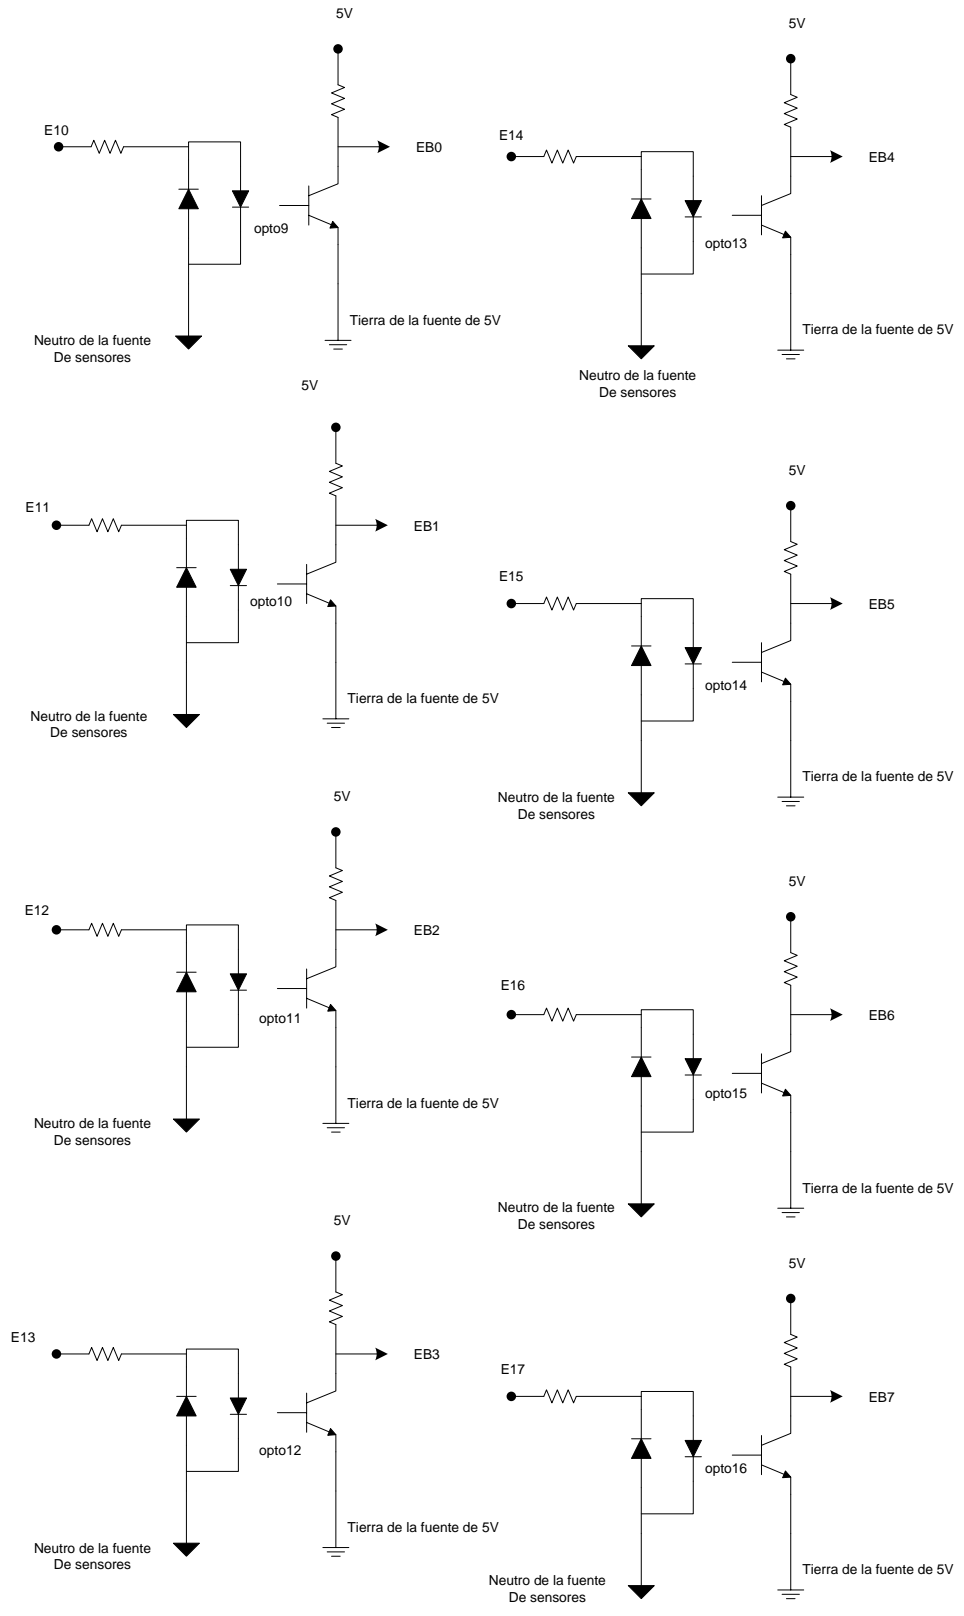 5V
E10
EB0
opto9
Tierra de la fuente de 5V
Neutro de la fuente
De sensores
5V
E11
EB1
opto10
Tierra de la fuente de 5V
Neutro de la fuente
De sensores
5V
E12
EB2
opto11
Tierra de la fuente de 5V
Neutro de la fuente
De sensores
5V
E13
EB3
opto12
Tierra de la fuente de 5V
Neutro de la fuente
De sensores
5V
E14
EB4
opto13
Tierra de la fuente de 5V
Neutro de la fuente
De sensores
5V
E15
EB5
opto14
Tierra de la fuente de 5V
Neutro de la fuente
De sensores
5V
E16
EB6
opto15
Tierra de la fuente de 5V
Neutro de la fuente
De sensores
5V
E17
EB7
opto16
Tierra de la fuente de 5V
Neutro de la fuente
De sensores